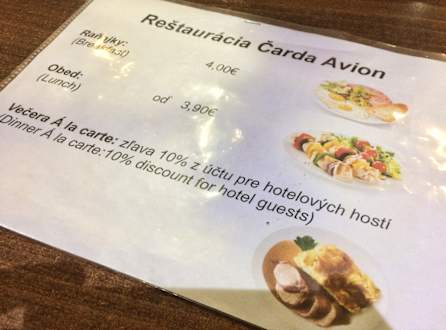 Reštaurácia Čarda Avion
Raňajky: 4,00€
(Breakfast)
Obed: od 3,90€
(Lunch)
Večera Á la carte: zľava 10% z účtu pre hotelových hostí
(Dinner Á la carte:10% discount for hotel guests)